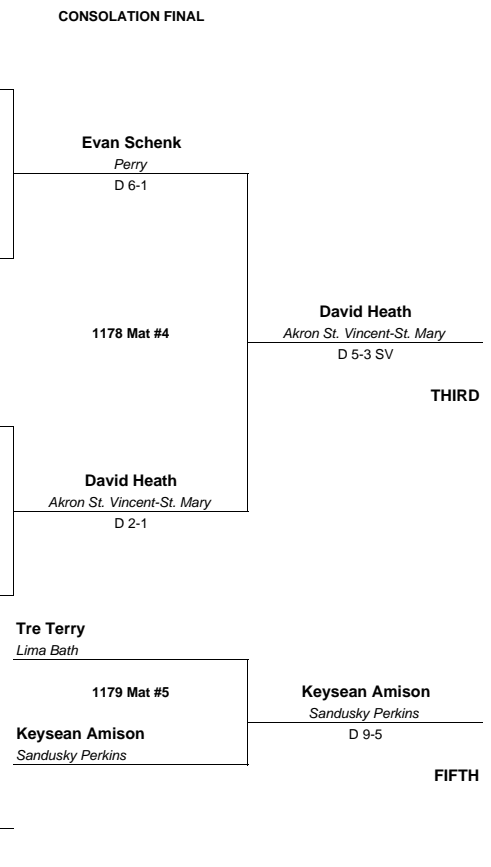 CONSOLATION FINAL
Evan Schenk
Perry
D 6-1
1178 Mat #4
David Heath
Akron St. Vincent-St. Mary
D 5-3 SV
THIRD
David Heath
Akron St. Vincent-St. Mary
D 2-1
Tre Terry
Lima Bath
1179 Mat #5
Keysean Amison
Sandusky Perkins
Keysean Amison
Sandusky Perkins
D 9-5
FIFTH